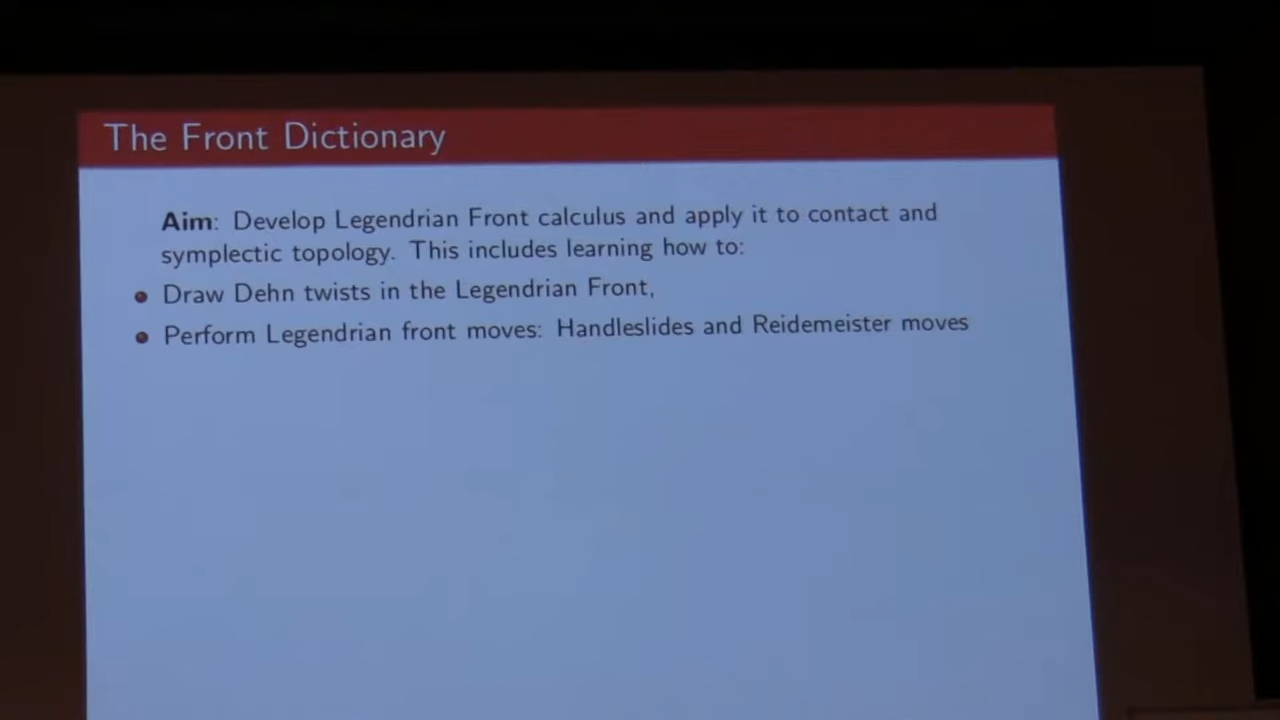 The Front Dictionary
Aim: Develop Legendrian Front calculus and apply it to contact and
symplectic topology. This includes learning how to:
Draw Dehn twists in the Legendrian Front,
Perform Legendrian front moves: Handleslides and Reidemeister moves